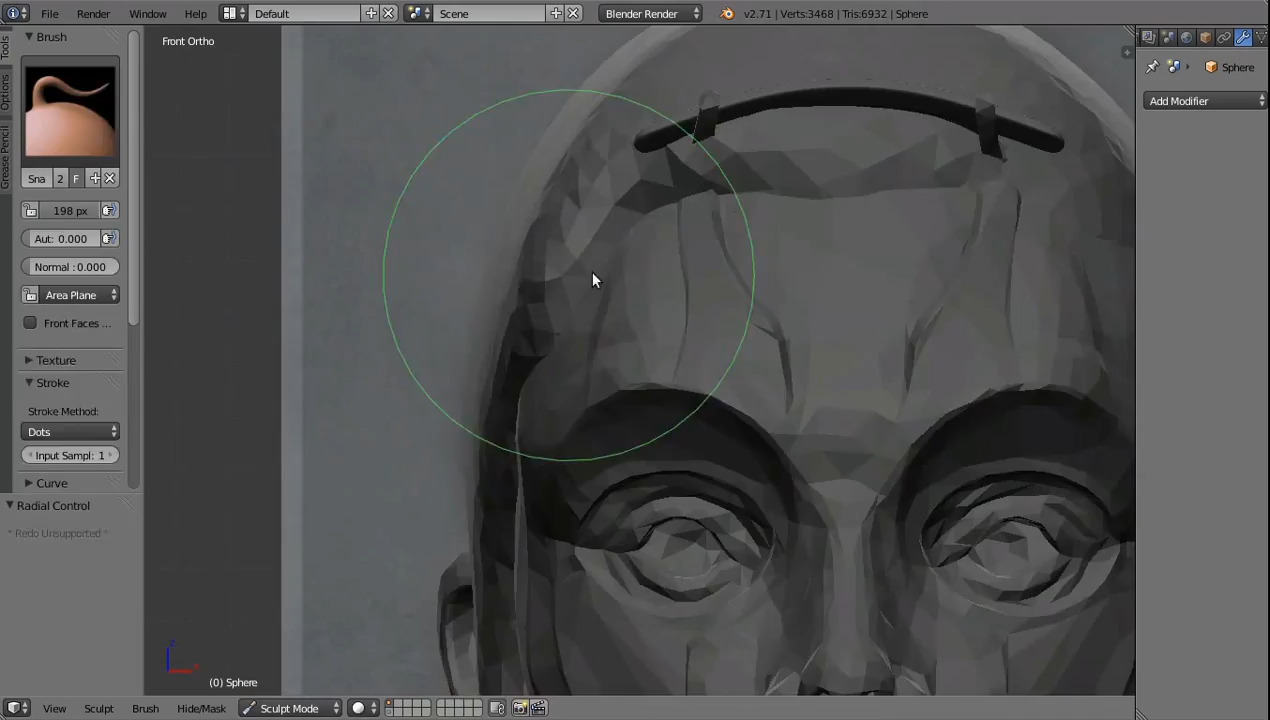 File Render Window Help Default Scene Blender Render v2.71 | Verts:3468 | Tris:6932 | Sphere
Brush
Front Ortho
Tools
Options
Grease Pencil
Sphere
Add Modifier
Sna 2 F
198 px
Aut: 0.000
Normal : 0.000
Area Plane
Front Faces ...
Texture
Stroke
Stroke Method:
Dots
Input Sampl: 1
Curve
Radial Control
* Redo Unsupported *
z
x
(0) Sphere
View Sculpt Brush Hide/Mask Sculpt Mode